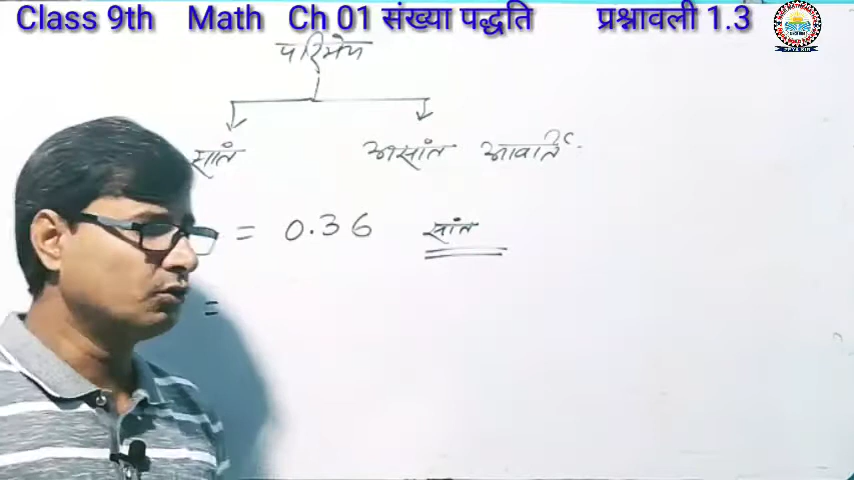 Class 9th Math Ch 01 संख्या पद्धति प्रश्नावली 1.3
परिमेय
सांत असांत आवर्ती
= 0.36 सांत
=